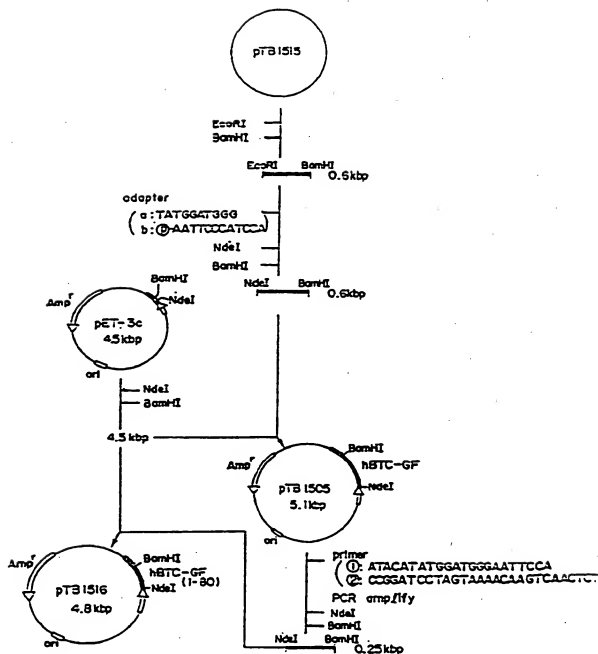 pTB1515
EcoRI
BamHI
EcoRI BamHI
0.6kbp
adapter
a: TATGGATGGG
b: Ⓟ-AATTCCCATCCA
NdeI
BamHI
NdeI BamHI
0.6kbp
BamHI
NdeI
Amp^r
pET-3c
4.5kbp
ori
NdeI
BamHI
4.5kbp
BamHI
hBTC-GF
Amp^r
NdeI
pTB1505
5.1kbp
ori
primer
①: ATACATATGGATGGGAATTCCA
②: CCGGATCCTAGTAAAACAAGTCAACTCT
PCR amplify
NdeI
BamHI
NdeI BamHI
0.25kbp
Amp^r
BamHI
hBTC-GF
(1-80)
NdeI
pTB1516
4.8kbp
ori